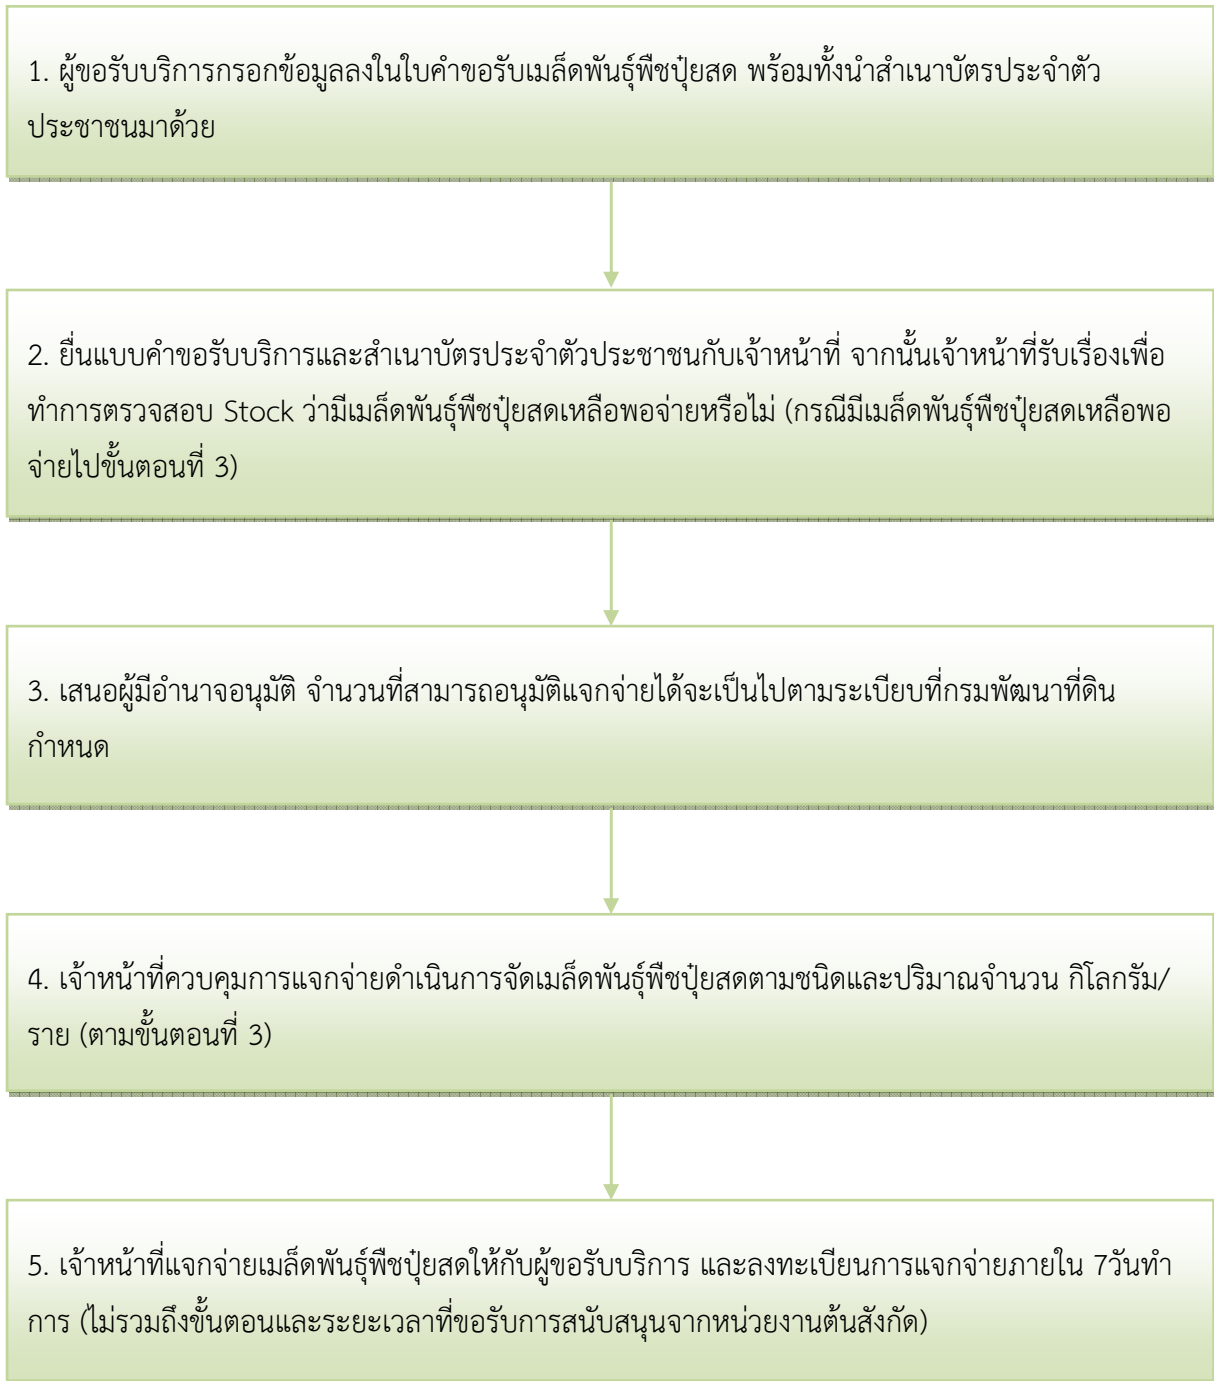 1. ผู้ขอรับบริการกรอกข้อมูลลงในใบคำขอรับเมล็ดพันธุ์พืชปุ๋ยสด พร้อมทั้งนำสำเนาบัตรประจำตัว
ประชาชนมาด้วย
2. ยื่นแบบคำขอรับบริการและสำเนาบัตรประจำตัวประชาชนกับเจ้าหน้าที่ จากนั้นเจ้าหน้าที่รับเรื่องเพื่อ
ทำการตรวจสอบ Stock ว่ามีเมล็ดพันธุ์พืชปุ๋ยสดเหลือพอจ่ายหรือไม่ (กรณีมีเมล็ดพันธุ์พืชปุ๋ยสดเหลือพอ
จ่ายไปขั้นตอนที่ 3)
3. เสนอผู้มีอำนาจอนุมัติ จำนวนที่สามารถอนุมัติแจกจ่ายได้จะเป็นไปตามระเบียบที่กรมพัฒนาที่ดิน
กำหนด
4. เจ้าหน้าที่ควบคุมการแจกจ่ายดำเนินการจัดเมล็ดพันธุ์พืชปุ๋ยสดตามชนิดและปริมาณจำนวน กิโลกรัม/
ราย (ตามขั้นตอนที่ 3)
5. เจ้าหน้าที่แจกจ่ายเมล็ดพันธุ์พืชปุ๋ยสดให้กับผู้ขอรับบริการ และลงทะเบียนการแจกจ่ายภายใน 7วันทำ
การ (ไม่รวมถึงขั้นตอนและระยะเวลาที่ขอรับการสนับสนุนจากหน่วยงานต้นสังกัด)